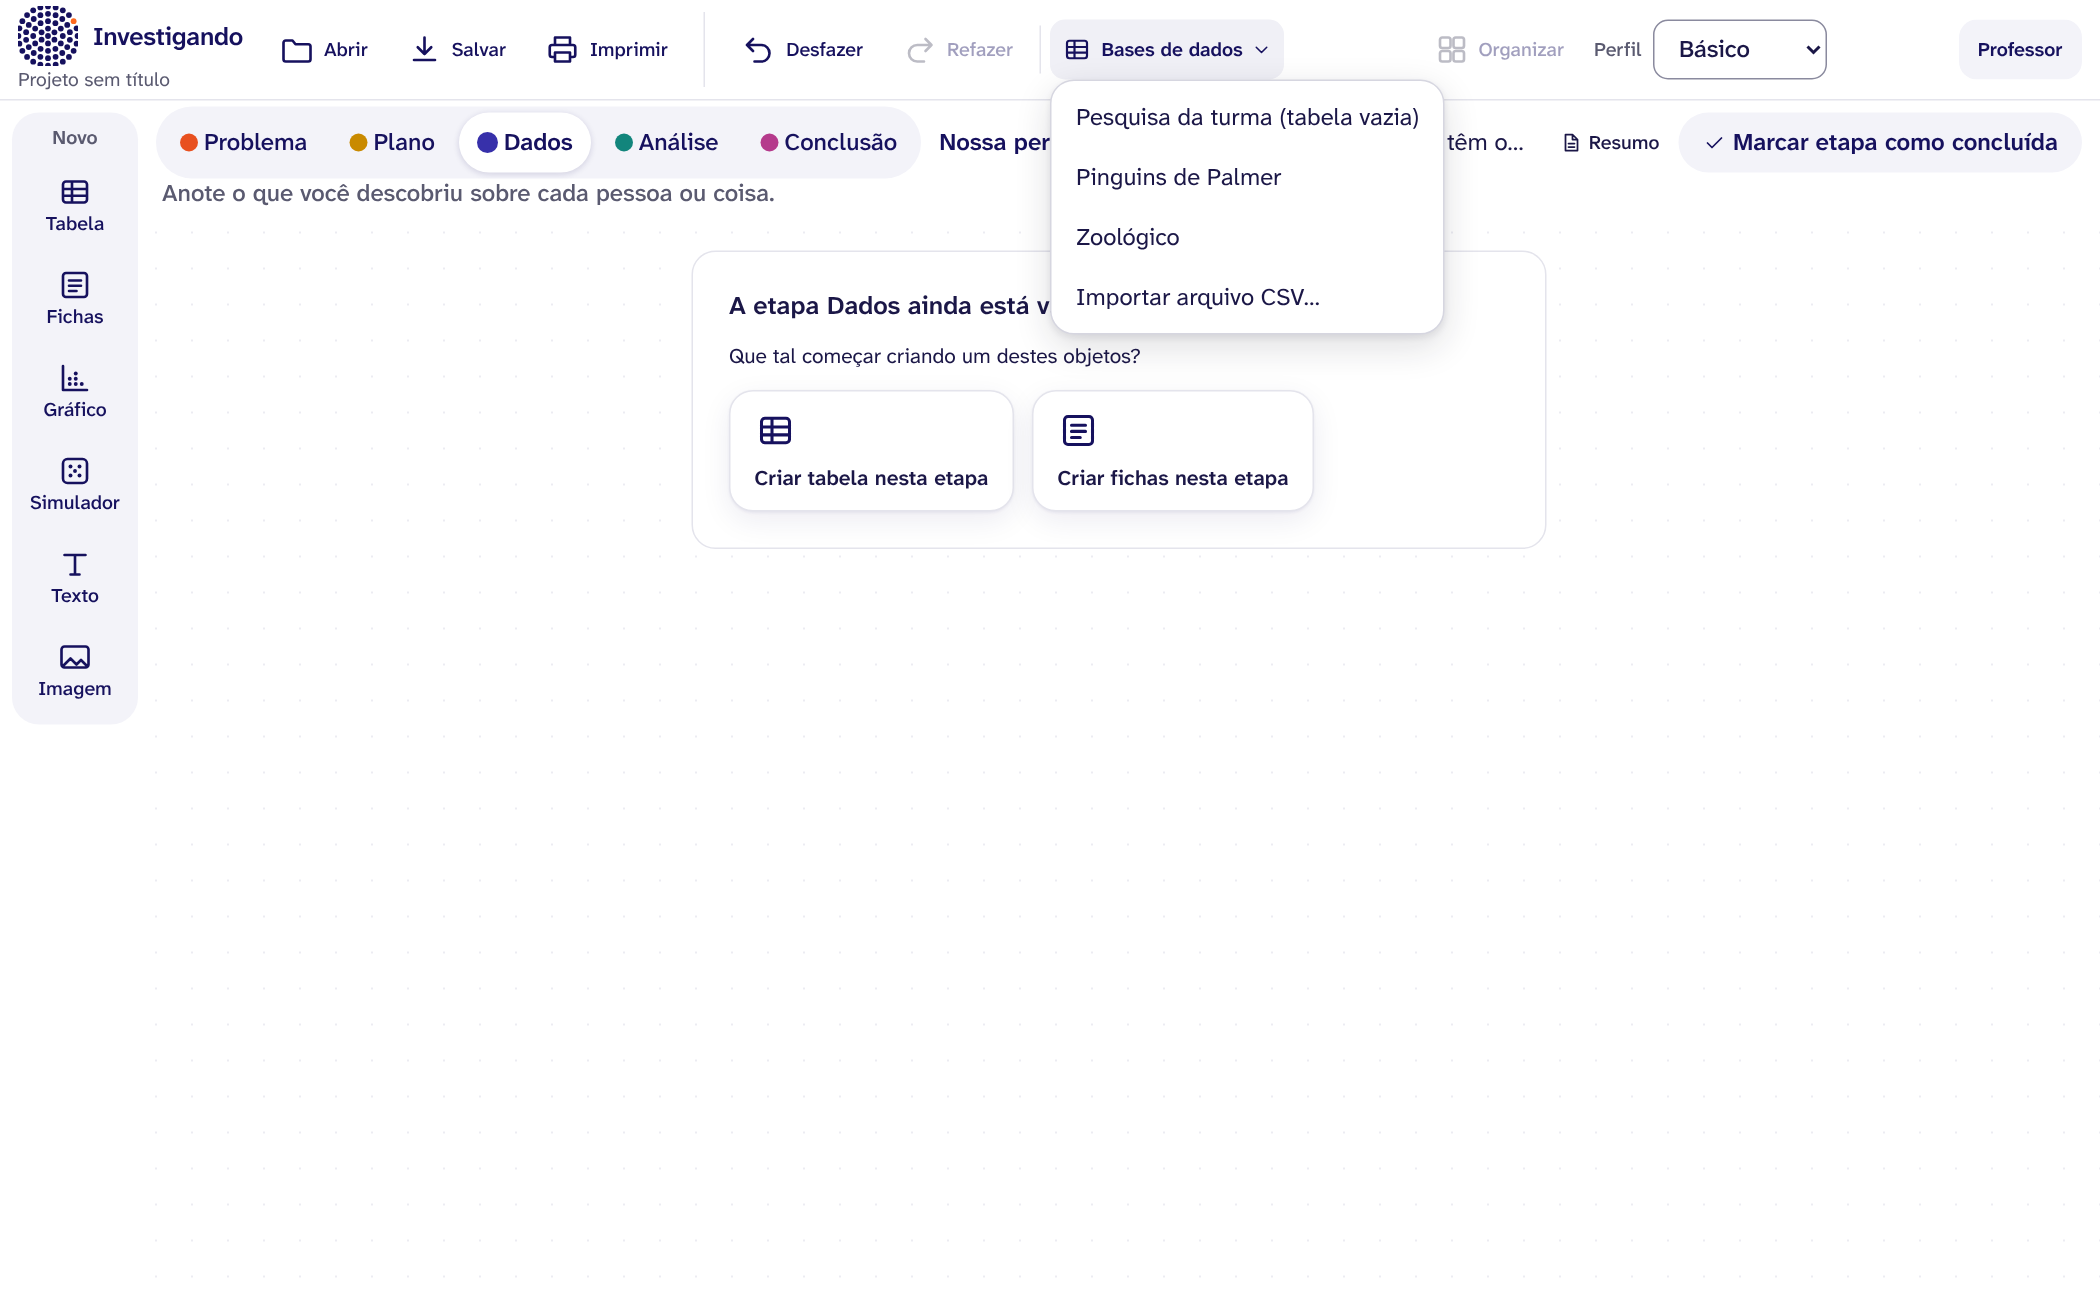 Investigando
Projeto sem título
Abrir
Salvar
Imprimir
Desfazer
Refazer
Bases de dados
Organizar
Perfil
Básico
Professor
Pesquisa da turma (tabela vazia)
Pinguins de Palmer
Zoológico
Importar arquivo CSV...
Novo
Tabela
Fichas
Gráfico
Simulador
Texto
Imagem
Problema
Plano
Dados
Análise
Conclusão
Nossa per
têm o...
Resumo
Marcar etapa como concluída
Anote o que você descobriu sobre cada pessoa ou coisa.
A etapa Dados ainda está v
Que tal começar criando um destes objetos?
Criar tabela nesta etapa
Criar fichas nesta etapa